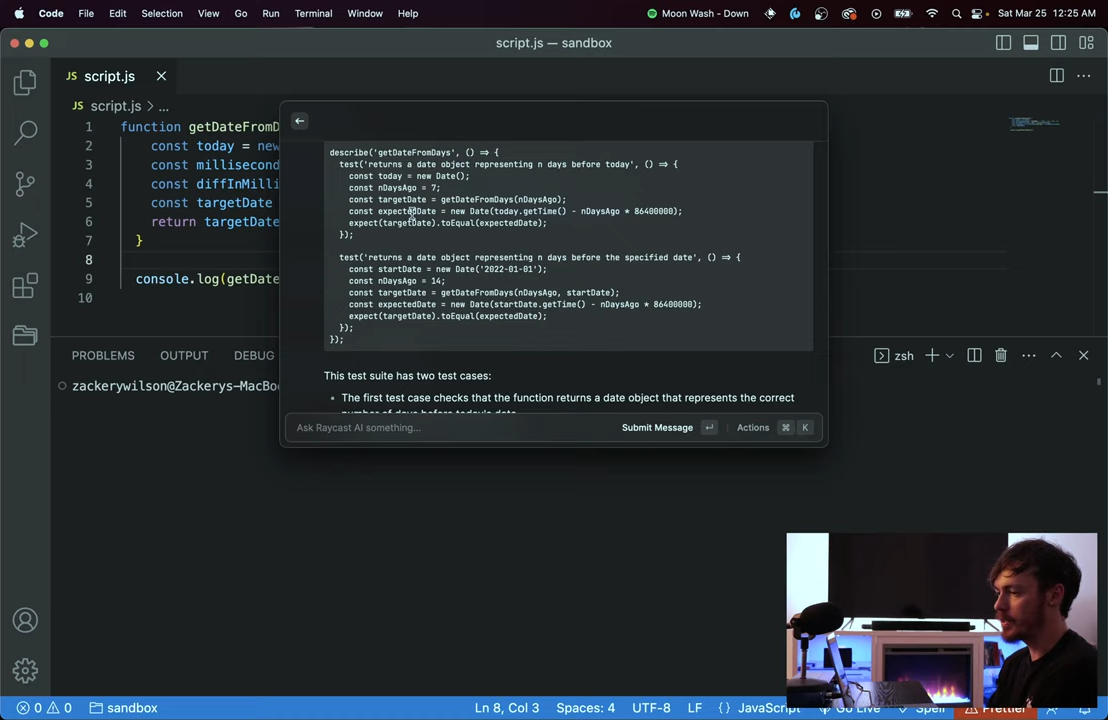 Code File Edit Selection View Go Run Terminal Window Help Moon Wash - Down Sat Mar 25 12:25 AM
script.js — sandbox
JS script.js
JS script.js > ...
1 function getDateFromD
2 const today = new
3 const millisecond
4 const diffInMilli
5 const targetDate
6 return targetDate
7 }
8
9 console.log(getDate
10
describe('getDateFromDays', () => {
test('returns a date object representing n days before today', () => {
const today = new Date();
const nDaysAgo = 7;
const targetDate = getDateFromDays(nDaysAgo);
const expectedDate = new Date(today.getTime() - nDaysAgo * 86400000);
expect(targetDate).toEqual(expectedDate);
});
test('returns a date object representing n days before the specified date', () => {
const startDate = new Date('2022-01-01');
const nDaysAgo = 14;
const targetDate = getDateFromDays(nDaysAgo, startDate);
const expectedDate = new Date(startDate.getTime() - nDaysAgo * 86400000);
expect(targetDate).toEqual(expectedDate);
});
});
This test suite has two test cases:
• The first test case checks that the function returns a date object that represents the correct
number of days before today's date
Ask Raycast AI something... Submit Message Actions ⌘ K
PROBLEMS OUTPUT DEBUG zsh
zackerywilson@Zackerys-MacBo
0 0 sandbox Ln 8, Col 3 Spaces: 4 UTF-8 LF {} JavaScript Go Live Spell Prettier